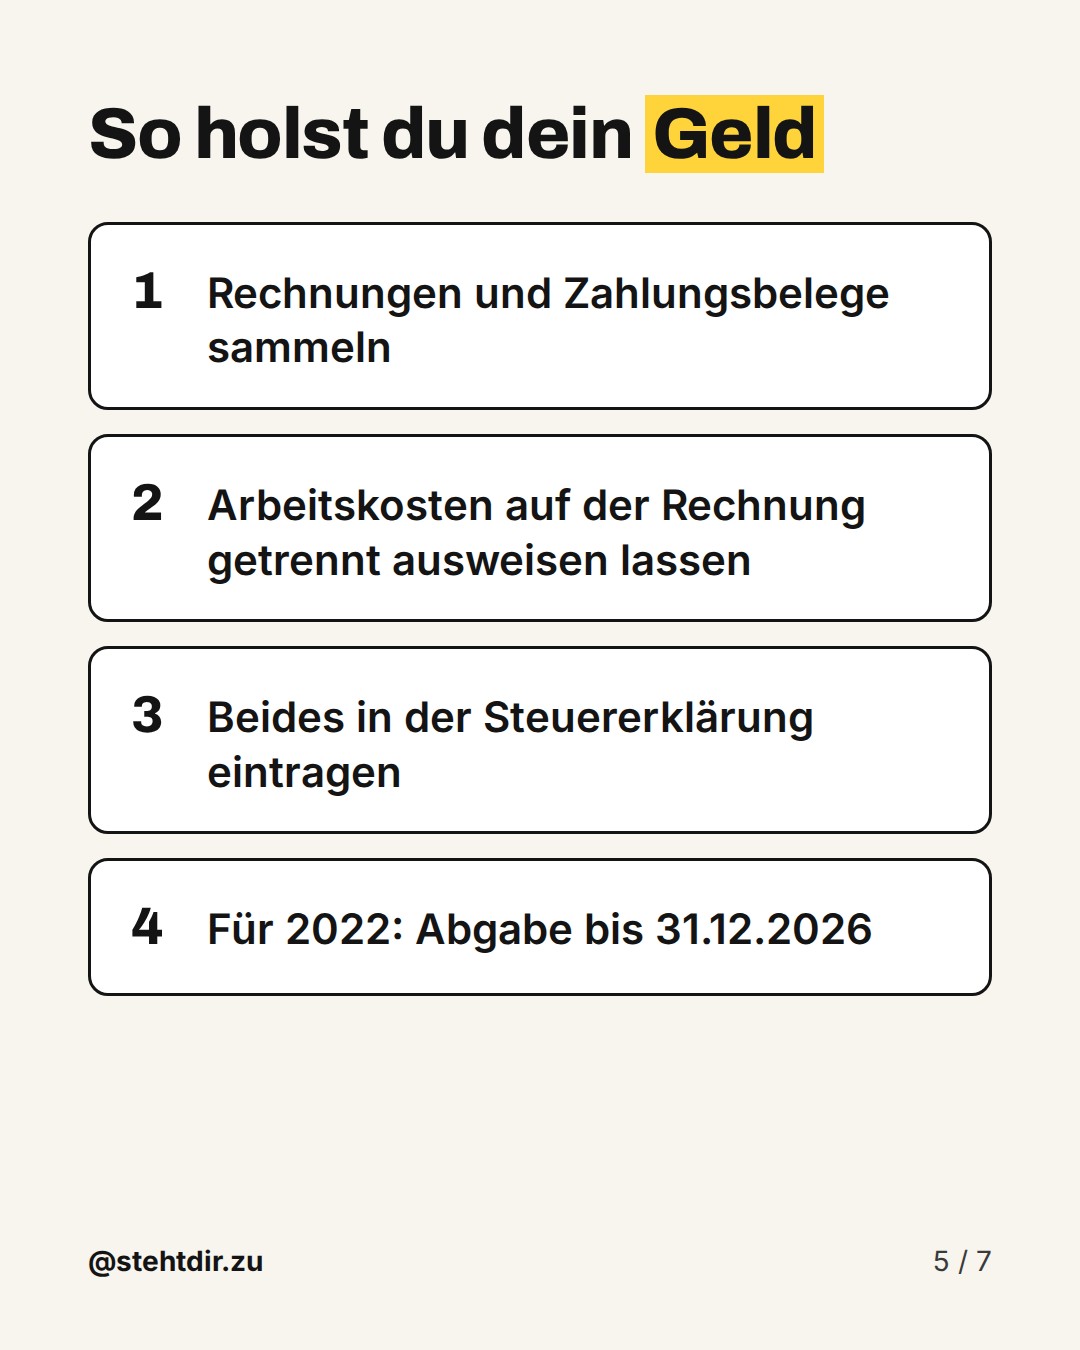 So holst du dein Geld
1 Rechnungen und Zahlungsbelege
sammeln
2 Arbeitskosten auf der Rechnung
getrennt ausweisen lassen
3 Beides in der Steuererklärung
eintragen
4 Für 2022: Abgabe bis 31.12.2026
@stehtdir.zu 5 / 7